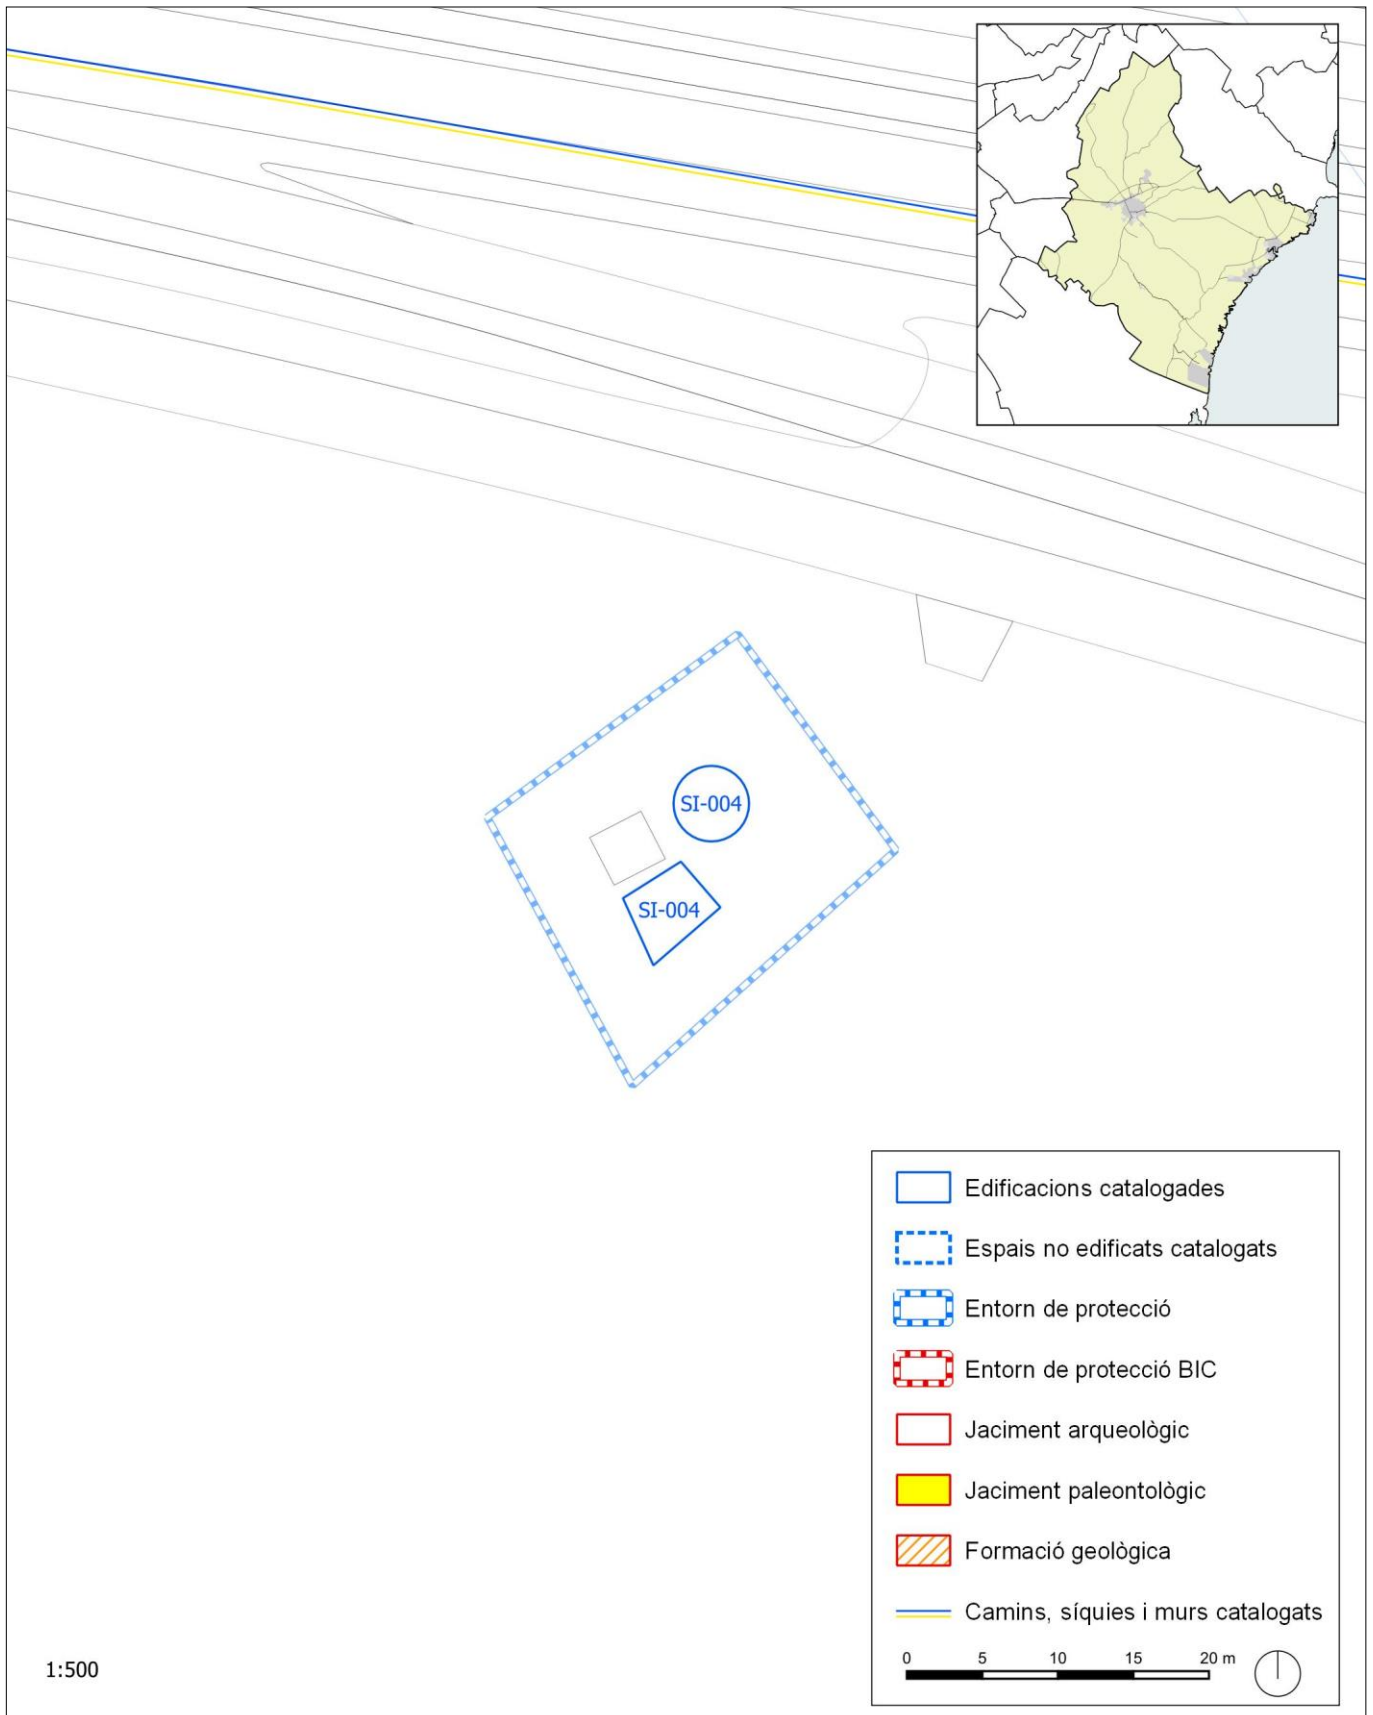 SI-004
SI-004
Edificacions catalogades
Espais no edificats catalogats
Entorn de protecció
Entorn de protecció BIC
Jaciment arqueològic
Jaciment paleontològic
Formació geològica
Camins, síquies i murs catalogats
0 5 10 15 20 m
1:500